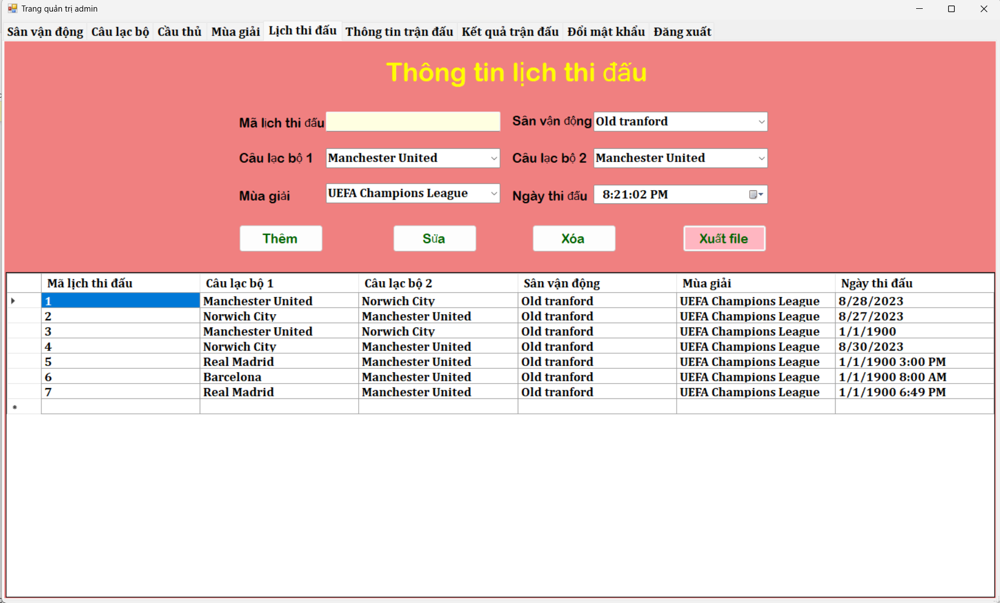 Trang quản trị admin
Sân vận động Câu lạc bộ Cầu thủ Mùa giải Lịch thi đấu Thông tin trận đấu Kết quả trận đấu Đổi mật khẩu Đăng xuất
Thông tin lịch thi đấu
Mã lịch thi đấu Sân vận động Old tranford
Câu lạc bộ 1 Manchester United Câu lạc bộ 2 Manchester United
Mùa giải UEFA Champions League Ngày thi đấu 8:21:02 PM
Thêm Sửa Xóa Xuất file
Mã lịch thi đấu Câu lạc bộ 1 Câu lạc bộ 2 Sân vận động Mùa giải Ngày thi đấu
1 Manchester United Norwich City Old tranford UEFA Champions League 8/28/2023
2 Norwich City Manchester United Old tranford UEFA Champions League 8/27/2023
3 Manchester United Norwich City Old tranford UEFA Champions League 1/1/1900
4 Norwich City Manchester United Old tranford UEFA Champions League 8/30/2023
5 Real Madrid Manchester United Old tranford UEFA Champions League 1/1/1900 3:00 PM
6 Barcelona Manchester United Old tranford UEFA Champions League 1/1/1900 8:00 AM
7 Real Madrid Manchester United Old tranford UEFA Champions League 1/1/1900 6:49 PM